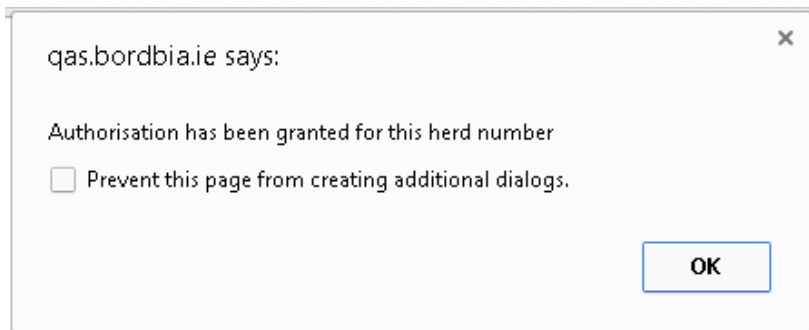 qas.bordbia.ie says:
Authorisation has been granted for this herd number
Prevent this page from creating additional dialogs.
OK